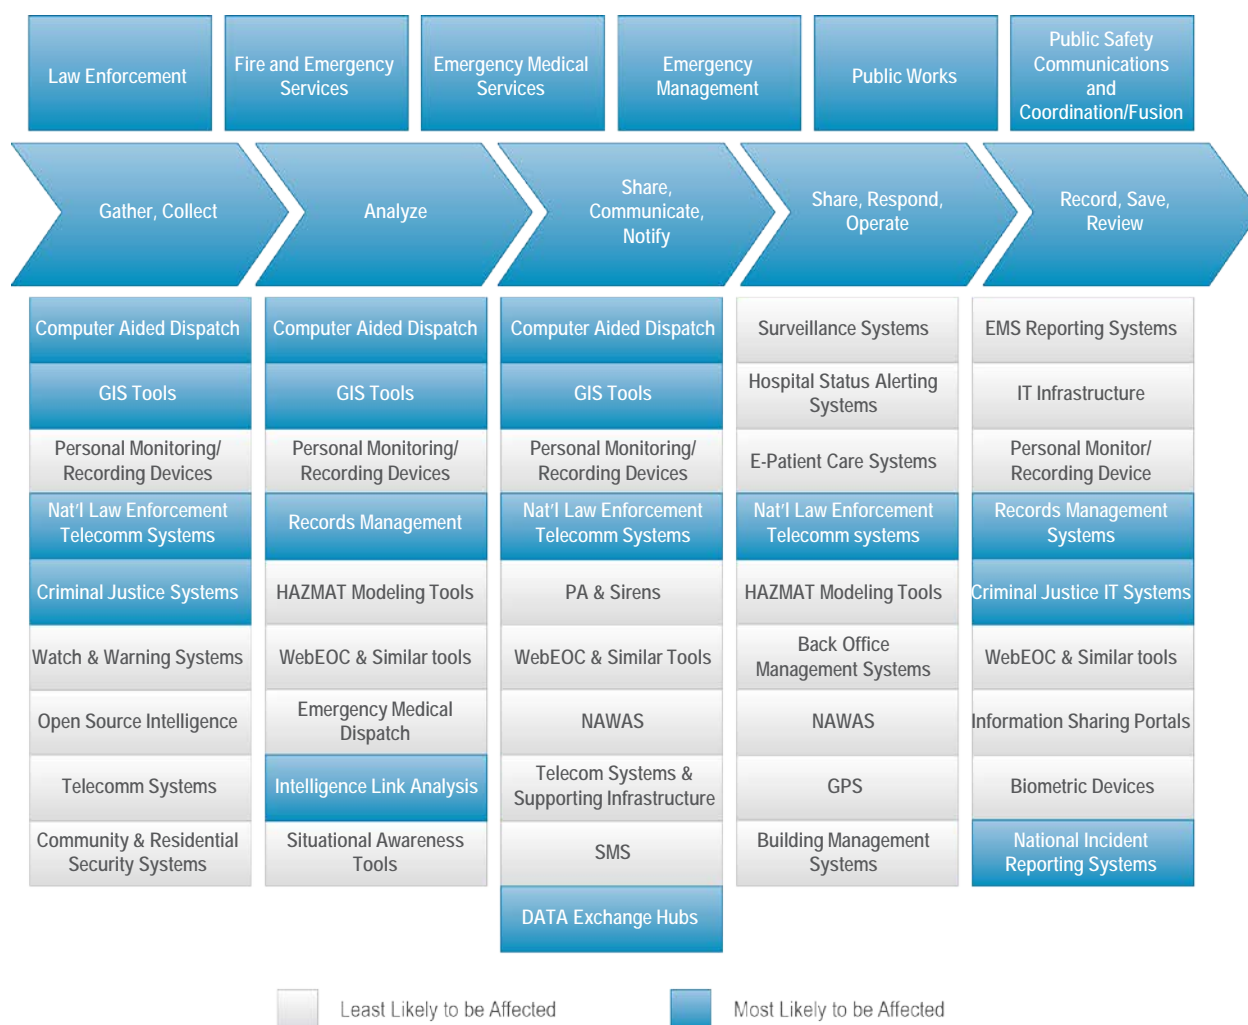 Law Enforcement
Fire and Emergency
Services
Emergency Medical
Services
Emergency
Management
Public Works
Public Safety
Communications
and
Coordination/Fusion
Gather, Collect
Analyze
Share,
Communicate,
Notify
Share, Respond,
Operate
Record, Save,
Review
Computer Aided Dispatch
GIS Tools
Personal Monitoring/
Recording Devices
Nat'l Law Enforcement
Telecomm Systems
Criminal Justice Systems
Watch & Warning Systems
Open Source Intelligence
Telecomm Systems
Community & Residential
Security Systems
Computer Aided Dispatch
GIS Tools
Personal Monitoring/
Recording Devices
Records Management
HAZMAT Modeling Tools
WebEOC & Similar tools
Emergency Medical
Dispatch
Intelligence Link Analysis
Situational Awareness
Tools
Computer Aided Dispatch
GIS Tools
Personal Monitoring/
Recording Devices
Nat'l Law Enforcement
Telecomm Systems
PA & Sirens
WebEOC & Similar Tools
NAWAS
Telecom Systems &
Supporting Infrastructure
SMS
DATA Exchange Hubs
Surveillance Systems
Hospital Status Alerting
Systems
E-Patient Care Systems
Nat'l Law Enforcement
Telecomm systems
HAZMAT Modeling Tools
Back Office
Management Systems
NAWAS
GPS
Building Management
Systems
EMS Reporting Systems
IT Infrastructure
Personal Monitor/
Recording Device
Records Management
Systems
Criminal Justice IT Systems
WebEOC & Similar tools
Information Sharing Portals
Biometric Devices
National Incident
Reporting Systems
Least Likely to be Affected
Most Likely to be Affected